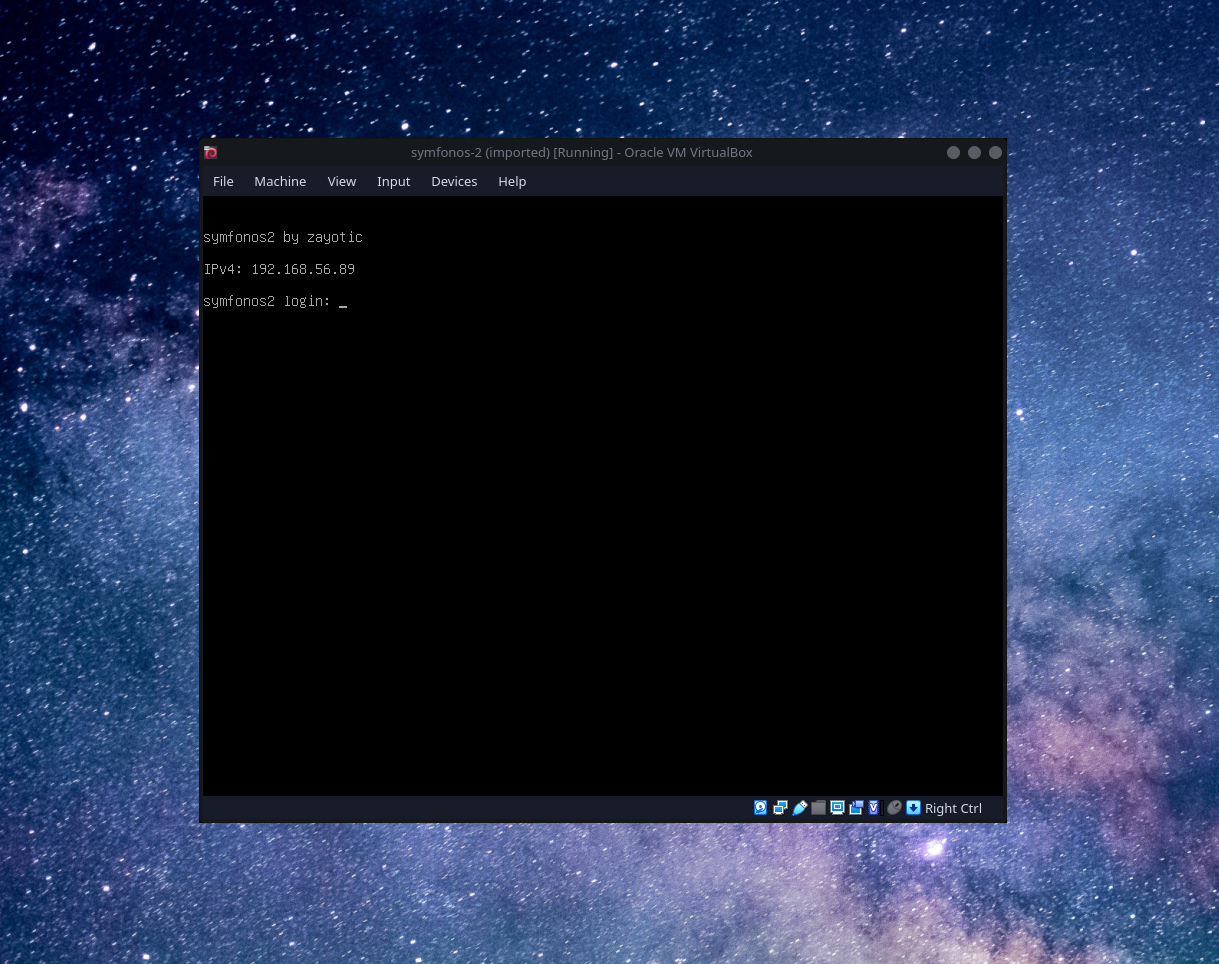 symfonos-2 (imported) [Running] - Oracle VM VirtualBox
File Machine View Input Devices Help
symfonos2 by zayotic
IPv4: 192.168.56.89
symfonos2 login: _
Right Ctrl